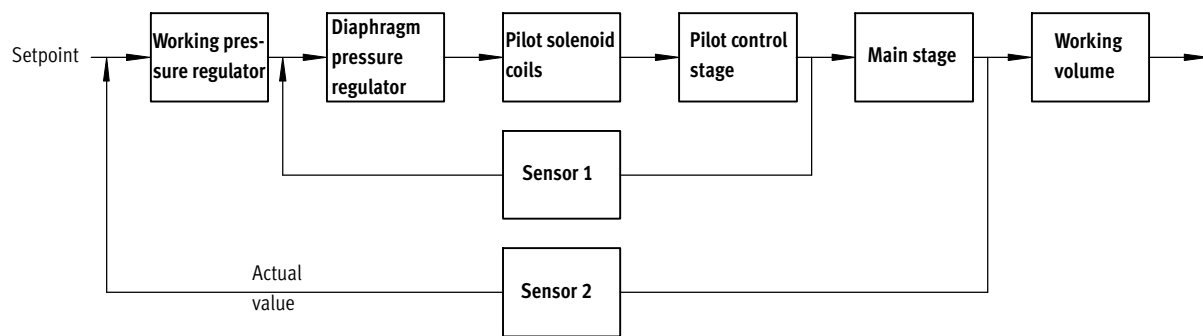 Setpoint
Working pres-
sure regulator
Diaphragm
pressure
regulator
Pilot solenoid
coils
Pilot control
stage
Main stage
Working
volume
Sensor 1
Actual
value
Sensor 2